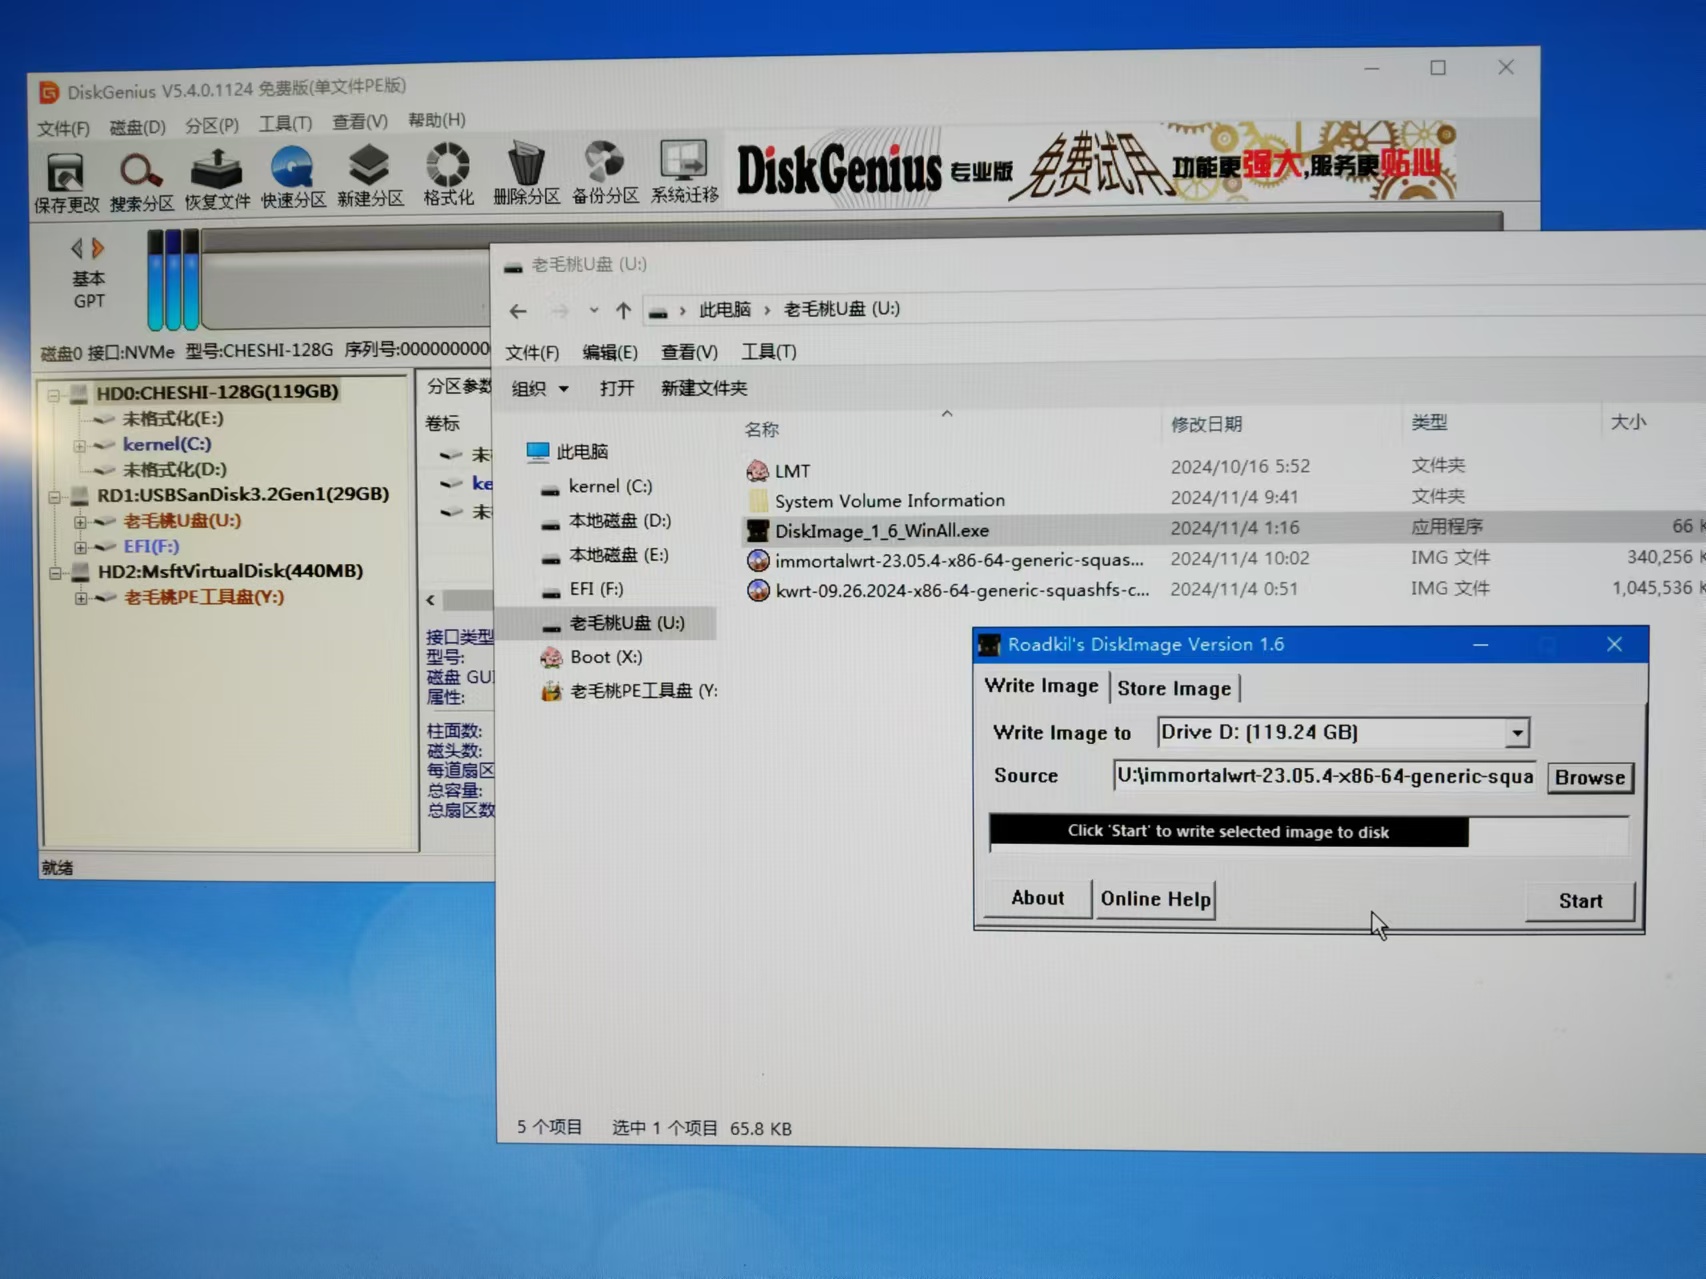 DiskGenius V5.4.0.1124 免费版(单文件PE版)
文件(F) 磁盘(D) 分区(P) 工具(T) 查看(V) 帮助(H)
保存更改 搜索分区 恢复文件 快速分区 新建分区 格式化 删除分区 备份分区 系统迁移
DiskGenius 专业版 免费试用 功能更强大,服务更贴心
基本
GPT
磁盘0 接口:NVMe 型号:CHESHI-128G 序列号:000000000
HD0:CHESHI-128G(119GB)
未格式化(E:)
kernel(C:)
未格式化(D:)
RD1:USBSanDisk3.2Gen1(29GB)
老毛桃U盘(U:)
EFI(F:)
HD2:MsftVirtualDisk(440MB)
老毛桃PE工具盘(Y:)
就绪
分区参数
卷标
未
ke
未
接口类型
型号:
磁盘 GUI
属性:
柱面数:
磁头数:
每道扇区
总容量:
总扇区数
老毛桃U盘 (U:)
此电脑 › 老毛桃U盘 (U:)
文件(F) 编辑(E) 查看(V) 工具(T)
组织 打开 新建文件夹
此电脑
kernel (C:)
本地磁盘 (D:)
本地磁盘 (E:)
EFI (F:)
老毛桃U盘 (U:)
Boot (X:)
老毛桃PE工具盘 (Y:
名称 修改日期 类型 大小
LMT 2024/10/16 5:52 文件夹
System Volume Information 2024/11/4 9:41 文件夹
DiskImage_1_6_WinAll.exe 2024/11/4 1:16 应用程序 66 K
immortalwrt-23.05.4-x86-64-generic-squas... 2024/11/4 10:02 IMG 文件 340,256 K
kwrt-09.26.2024-x86-64-generic-squashfs-c... 2024/11/4 0:51 IMG 文件 1,045,536 K
Roadkil's DiskImage Version 1.6
Write Image Store Image
Write Image to Drive D: (119.24 GB)
Source U:\immortalwrt-23.05.4-x86-64-generic-squa Browse
Click 'Start' to write selected image to disk
About Online Help Start
5 个项目 选中 1 个项目 65.8 KB